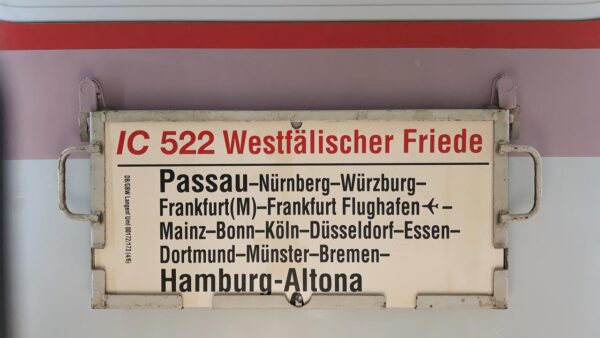 IC 522 Westfälischer Friede
Passau–Nürnberg–Würzburg–
Frankfurt(M)–Frankfurt Flughafen ✈–
Mainz–Bonn–Köln–Düsseldorf–Essen–
Dortmund–Münster–Bremen–
Hamburg-Altona